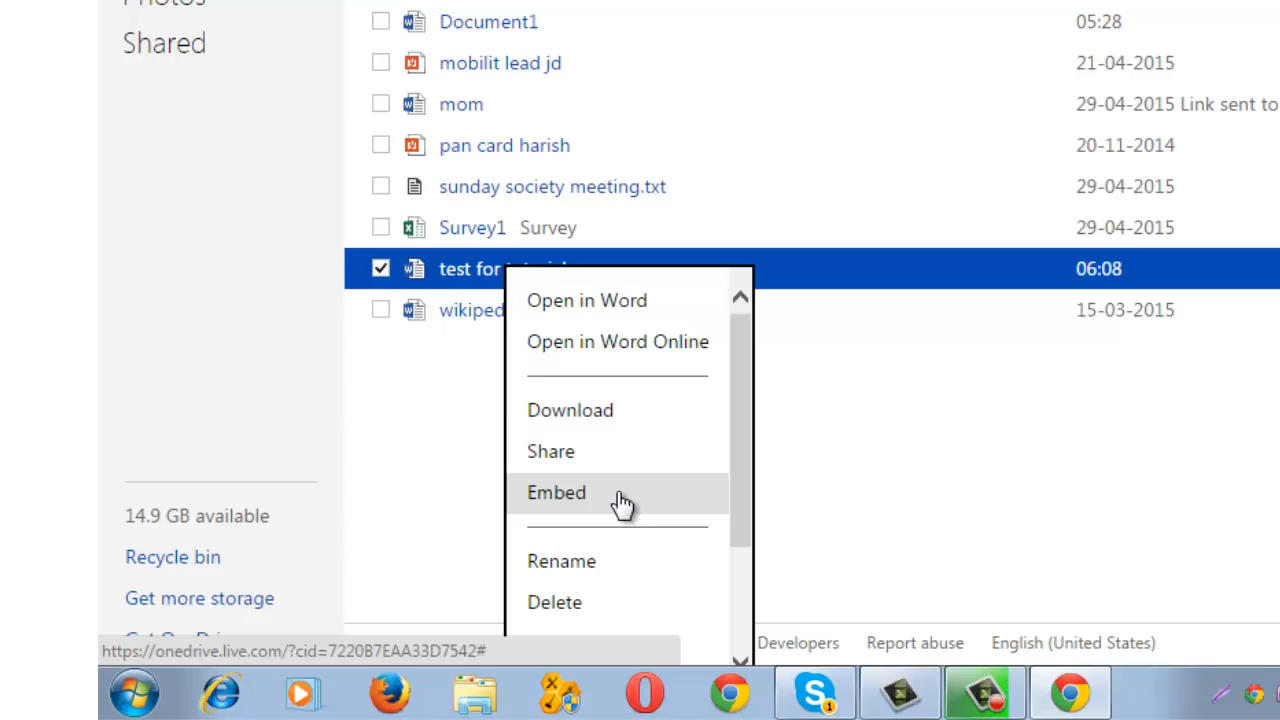 Photos
Shared
Document1 05:28
mobilit lead jd 21-04-2015
mom 29-04-2015 Link sent to
pan card harish 20-11-2014
sunday society meeting.txt 29-04-2015
Survey1 Survey 29-04-2015
test for 06:08
wikiped 15-03-2015
Open in Word
Open in Word Online
Download
Share
Embed
Rename
Delete
14.9 GB available
Recycle bin
Get more storage
https://onedrive.live.com/?cid=7220B7EAA33D7542#
Developers Report abuse English (United States)
1